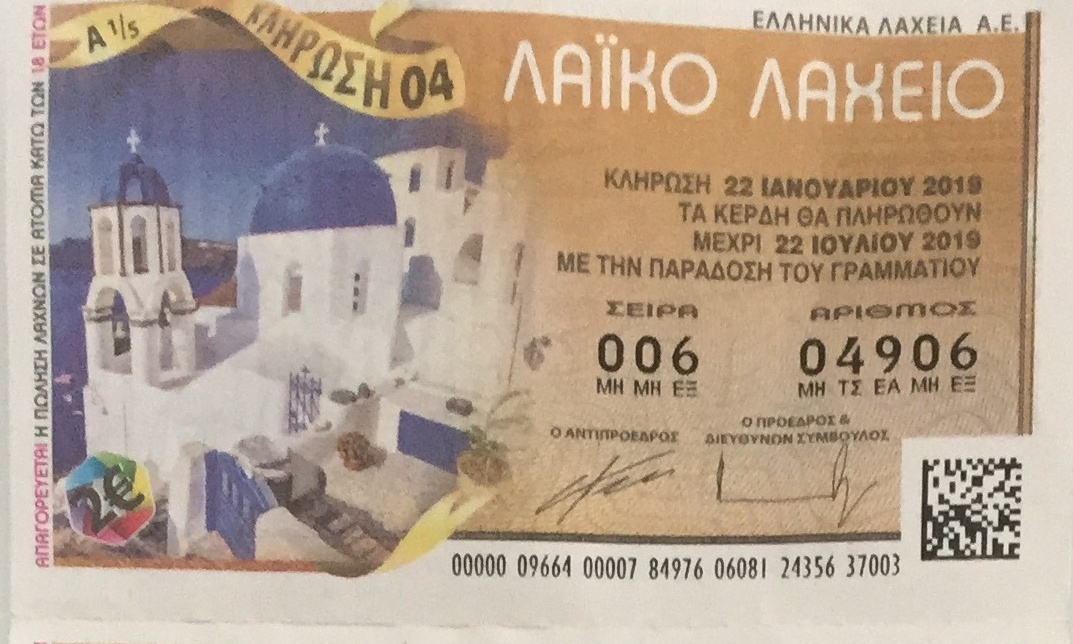 ΕΛΛΗΝΙΚΑ ΛΑΧΕΙΑ Α.Ε.
Α 1/5
ΚΛΗΡΩΣΗ 04
ΛΑΪΚΟ ΛΑΧΕΙΟ
ΚΛΗΡΩΣΗ 22 ΙΑΝΟΥΑΡΙΟΥ 2019
ΤΑ ΚΕΡΔΗ ΘΑ ΠΛΗΡΩΘΟΥΝ
ΜΕΧΡΙ 22 ΙΟΥΛΙΟΥ 2019
ΜΕ ΤΗΝ ΠΑΡΑΔΟΣΗ ΤΟΥ ΓΡΑΜΜΑΤΙΟΥ
ΣΕΙΡΑ ΑΡΙΘΜΟΣ
006 04906
ΜΗ ΜΗ ΕΞ ΜΗ ΤΣ ΕΑ ΜΗ ΕΞ
Ο ΑΝΤΙΠΡΟΕΔΡΟΣ
Ο ΠΡΟΕΔΡΟΣ &
ΔΙΕΥΘΥΝΩΝ ΣΥΜΒΟΥΛΟΣ
2€
00000 09664 00007 84976 06081 24356 37003
ΑΠΑΓΟΡΕΥΕΤΑΙ Η ΠΩΛΗΣΗ ΛΑΧΝΩΝ ΣΕ ΑΤΟΜΑ ΚΑΤΩ ΤΩΝ 18 ΕΤΩΝ